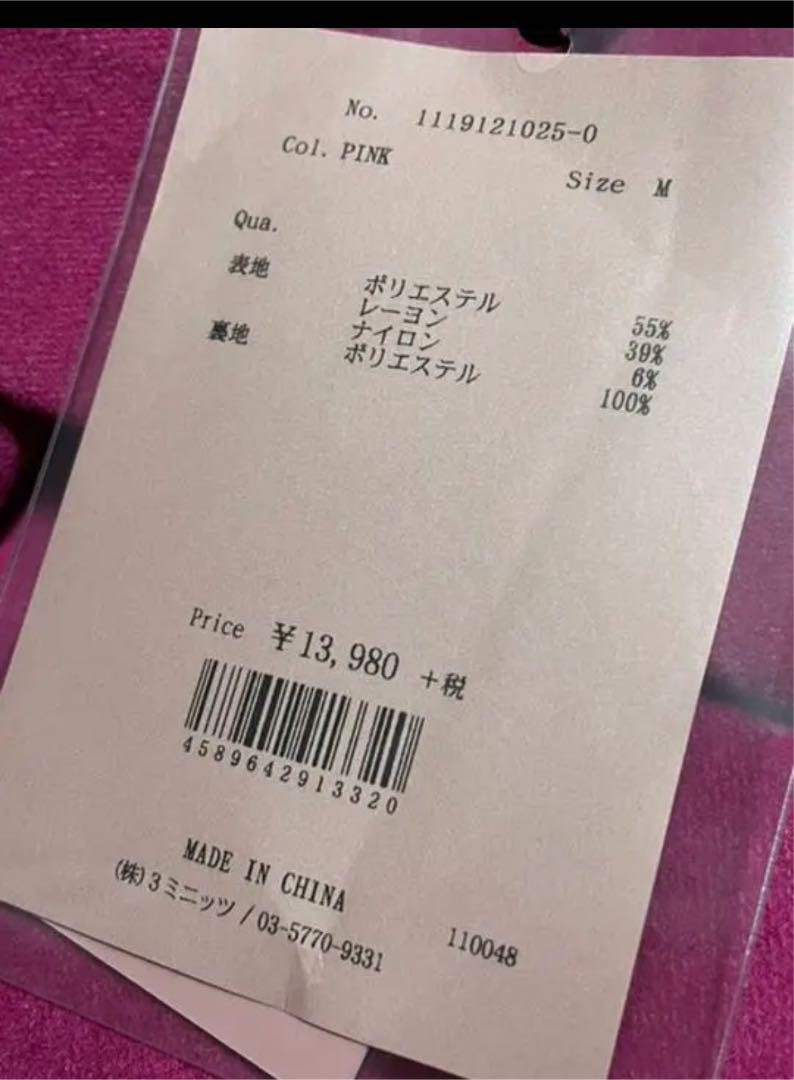 No. 1119121025-0
Col. PINK
Size M
Qua.
表地
ポリエステル 55%
レーヨン 39%
ナイロン 6%
裏地 ポリエステル 100%
Price ¥13,980 +税
4589642913320
MADE IN CHINA
(株)3ミニッツ / 03-5770-9331
110048